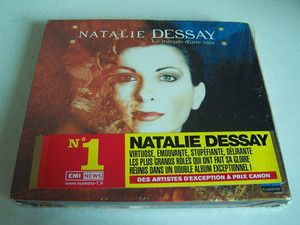 NATALIE DESSAY
Le miracle d'une voix
N° 1
EMI NEWS
www.numero-1.fr
NATALIE DESSAY
VIRTUOSE, EMOUVANTE, STUPÉFIANTE, DÉLIRANTE
LES PLUS GRANDS RÔLES QUI ONT FAIT SA GLOIRE
RÉUNIS DANS UN DOUBLE ALBUM EXCEPTIONNEL !
DES ARTISTES D'EXCEPTION À PRIX CANON
CLASSICS